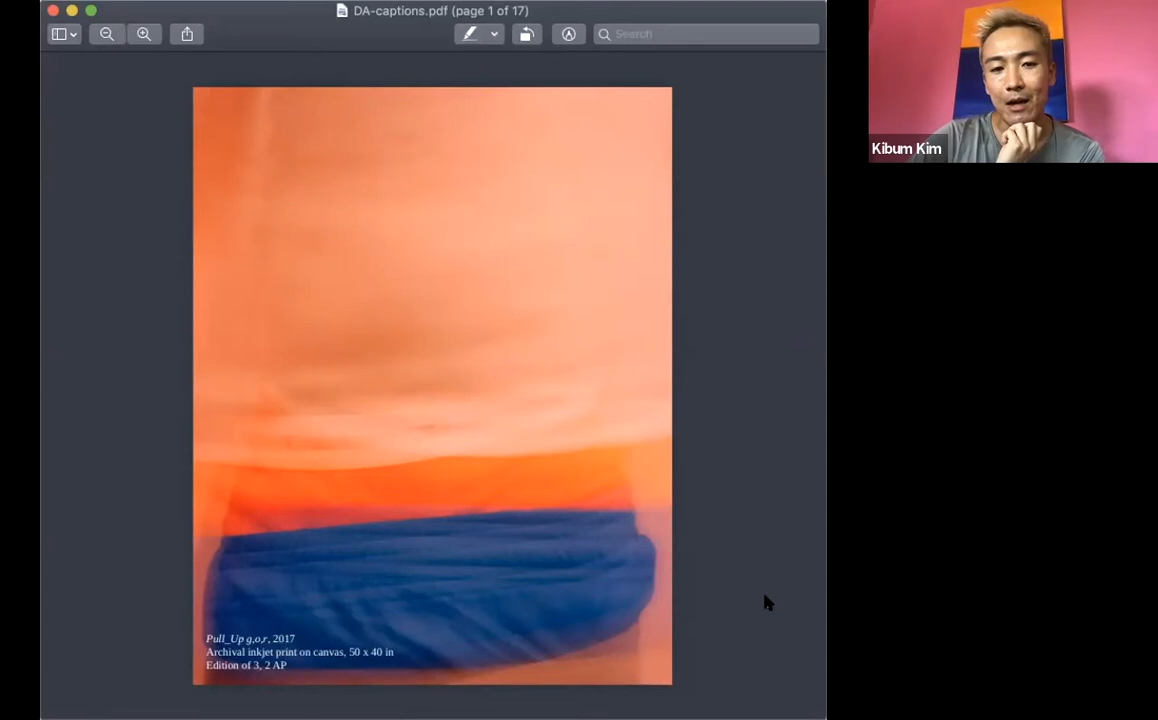 DA-captions.pdf (page 1 of 17)
Search
Kibum Kim
Pull_Up g,o,r, 2017
Archival inkjet print on canvas, 50 x 40 in
Edition of 3, 2 AP